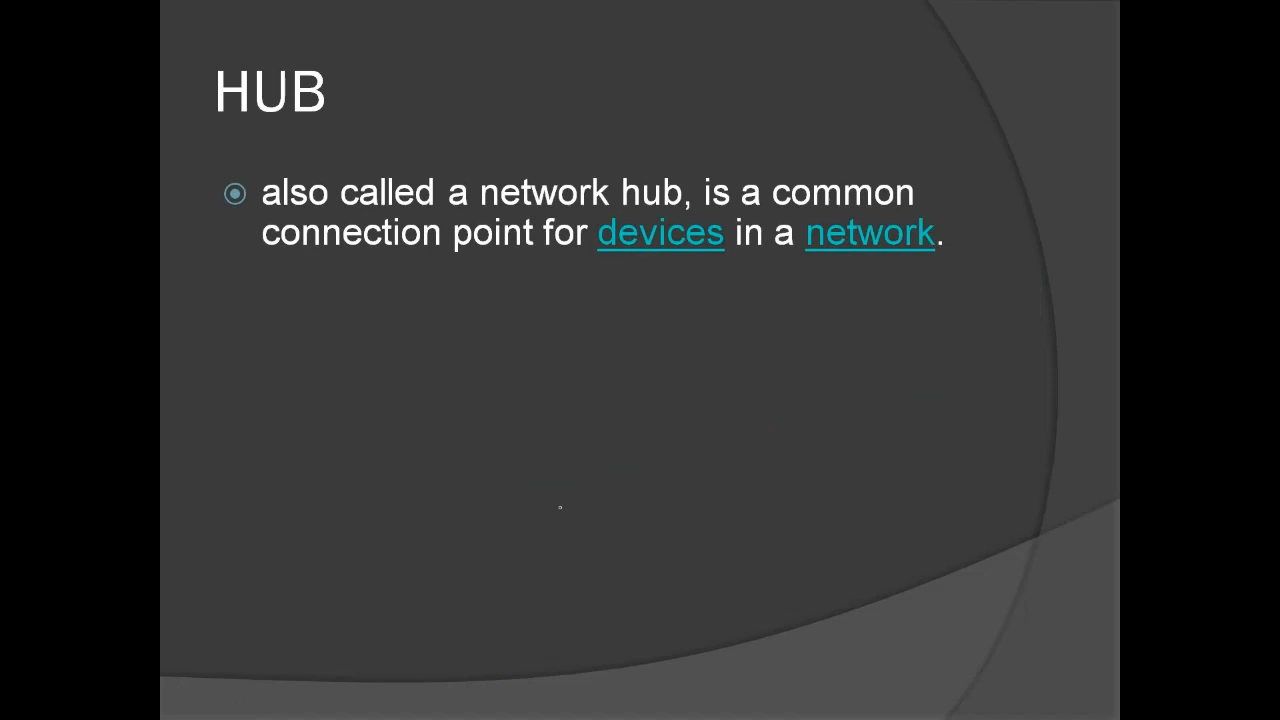 HUB
also called a network hub, is a common
connection point for devices in a network.